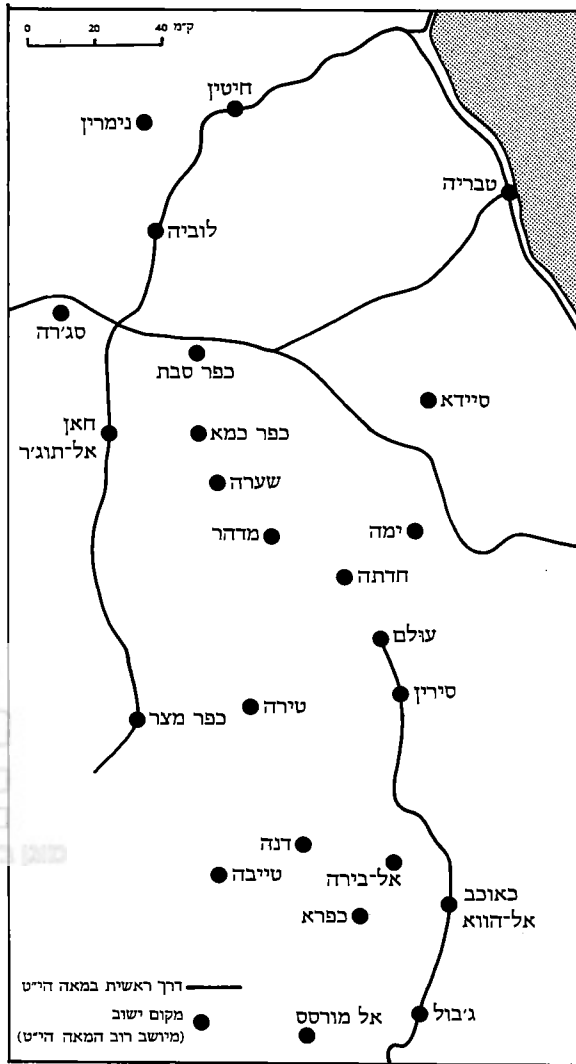 0 20 40 ק״מ
חיטין
נימרין
טבריה
לוביה
סג׳רה
כפר סבת
סיידא
חאן
אל־תוג׳ר
כפר כמא
שערה
מדהר
ימה
חדתה
עולם
סירין
טירה
כפר מצר
דנה
אל־בירה
טייבה
כאוכב
אל־הווא
כפרא
ג׳בול
אל מורסס
דרך ראשית במאה הי״ט
מקום ישוב
(מיושב רוב המאה הי״ט)